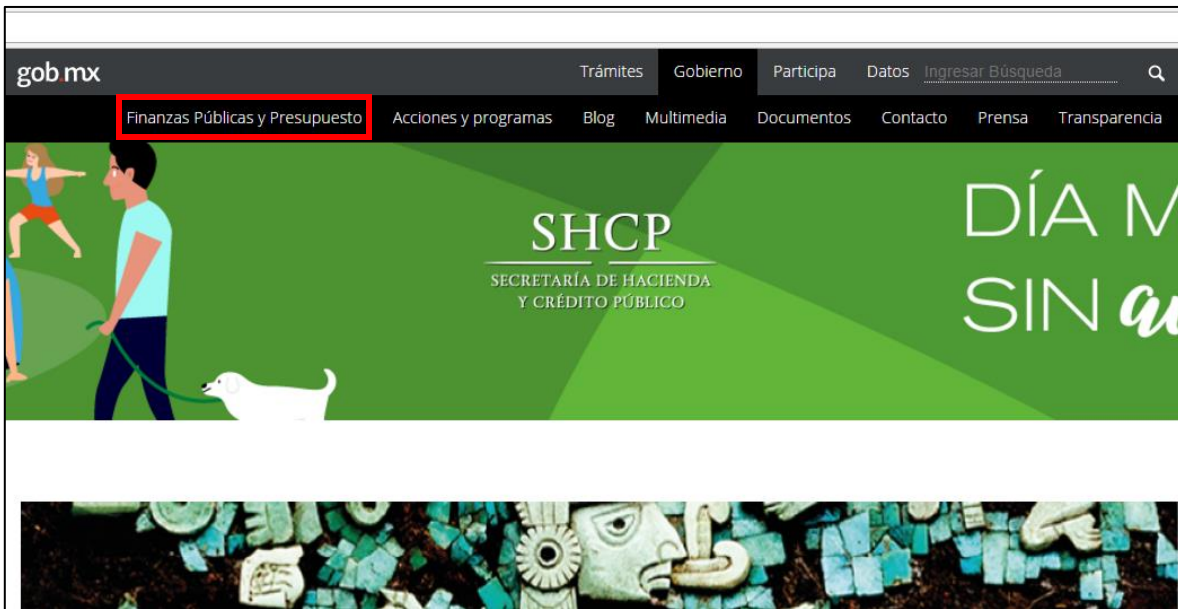 gob.mx Trámites Gobierno Participa Datos Ingresar Búsqueda
Finanzas Públicas y Presupuesto Acciones y programas Blog Multimedia Documentos Contacto Prensa Transparencia
SHCP
SECRETARÍA DE HACIENDA
Y CRÉDITO PÚBLICO
DÍA M
SIN